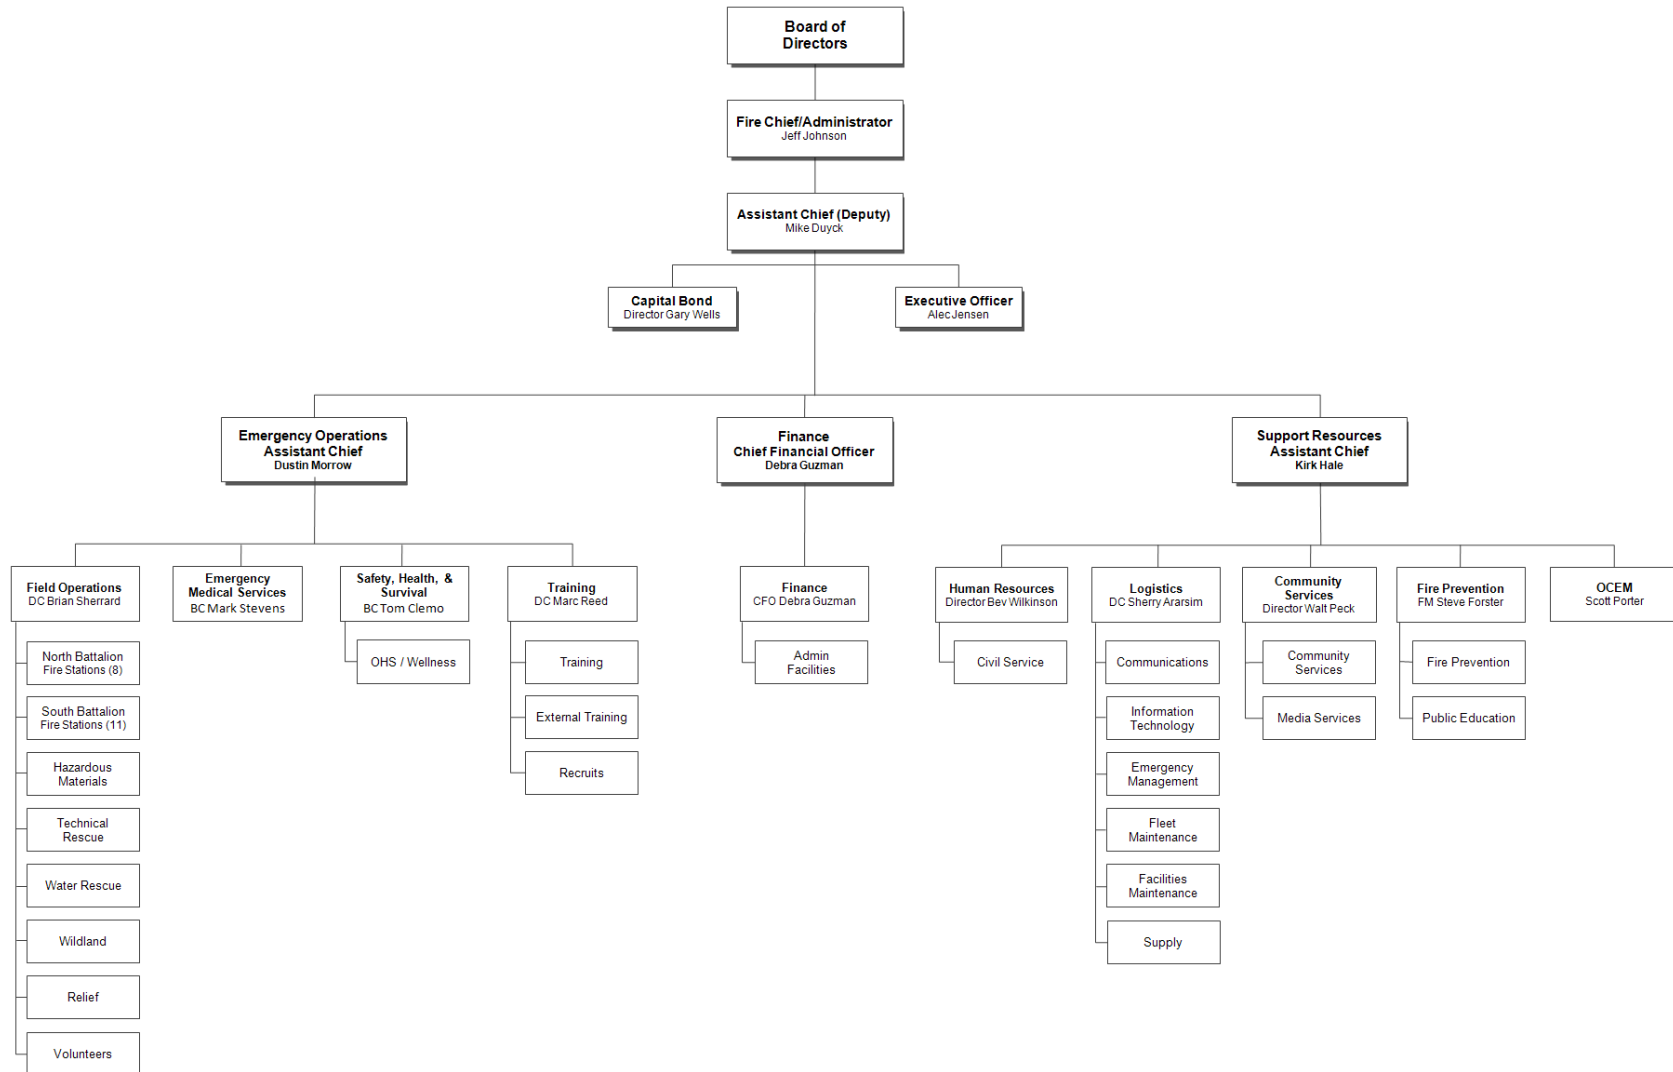 Board of
Directors
Fire Chief/Administrator
Jeff Johnson
Assistant Chief (Deputy)
Mike Duyck
Capital Bond
Director Gary Wells
Executive Officer
Alec Jensen
Emergency Operations
Assistant Chief
Dustin Morrow
Finance
Chief Financial Officer
Debra Guzman
Support Resources
Assistant Chief
Kirk Hale
Field Operations
DC Brian Sherrard
Emergency
Medical Services
BC Mark Stevens
Safety, Health, &
Survival
BC Tom Clemo
Training
DC Marc Reed
Finance
CFO Debra Guzman
Human Resources
Director Bev Wilkinson
Logistics
DC Sherry Ararsim
Community
Services
Director Walt Peck
Fire Prevention
FM Steve Forster
OCEM
Scott Porter
North Battalion
Fire Stations (8)
South Battalion
Fire Stations (11)
Hazardous
Materials
Technical
Rescue
Water Rescue
Wildland
Relief
Volunteers
OHS / Wellness
Training
External Training
Recruits
Admin
Facilities
Civil Service
Communications
Information
Technology
Emergency
Management
Fleet
Maintenance
Facilities
Maintenance
Supply
Community
Services
Media Services
Fire Prevention
Public Education